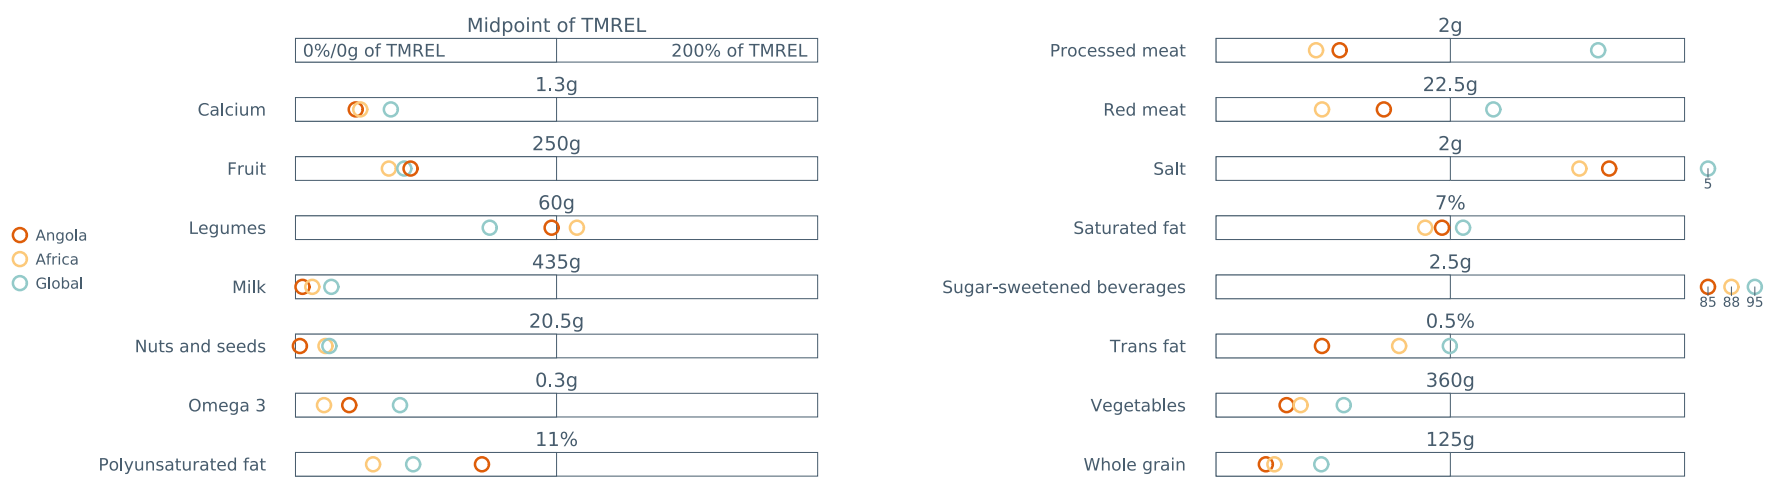 Midpoint of TMREL
0%/0g of TMREL
200% of TMREL
1.3g
Calcium
250g
Fruit
60g
Legumes
435g
Milk
20.5g
Nuts and seeds
0.3g
Omega 3
11%
Polyunsaturated fat
Angola
Africa
Global
2g
Processed meat
22.5g
Red meat
2g
Salt
5
7%
Saturated fat
2.5g
Sugar-sweetened beverages
85 88 95
0.5%
Trans fat
360g
Vegetables
125g
Whole grain